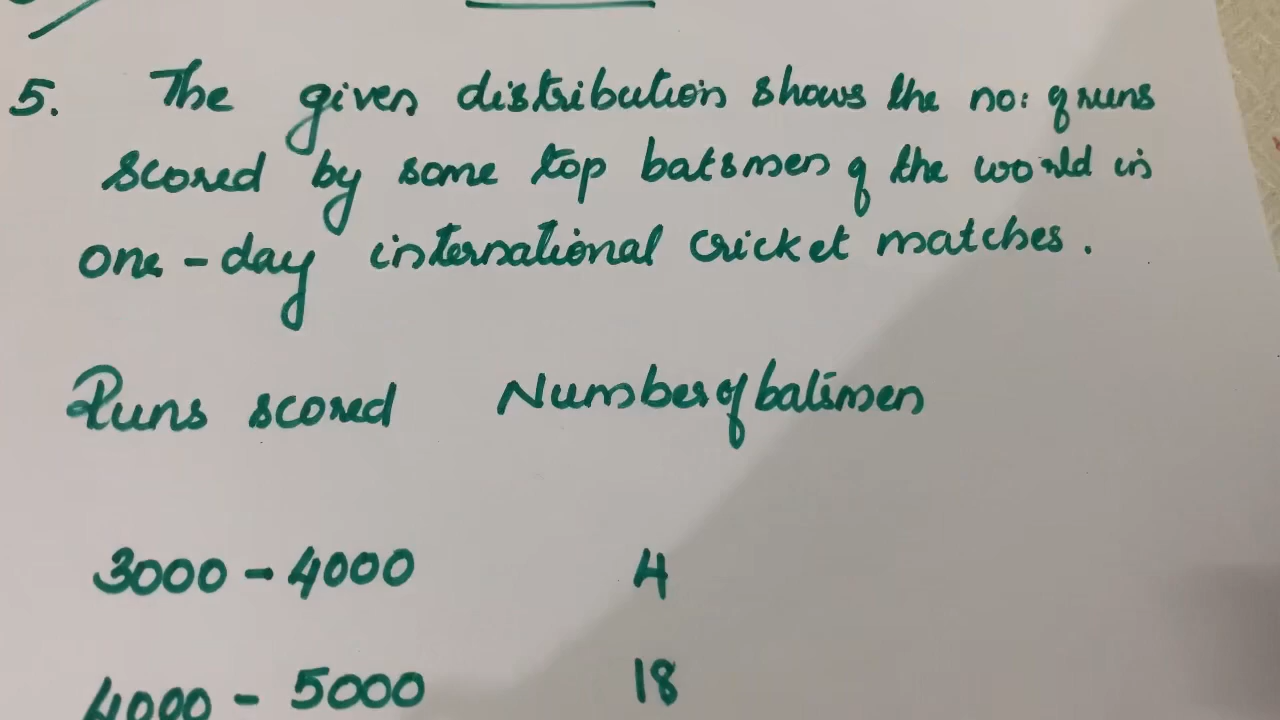 5. The given distribution shows the no: of runs
scored by some top batsmen of the world in
one-day international cricket matches.
Runs scored Number of batsmen
3000 - 4000 4
4000 - 5000 18